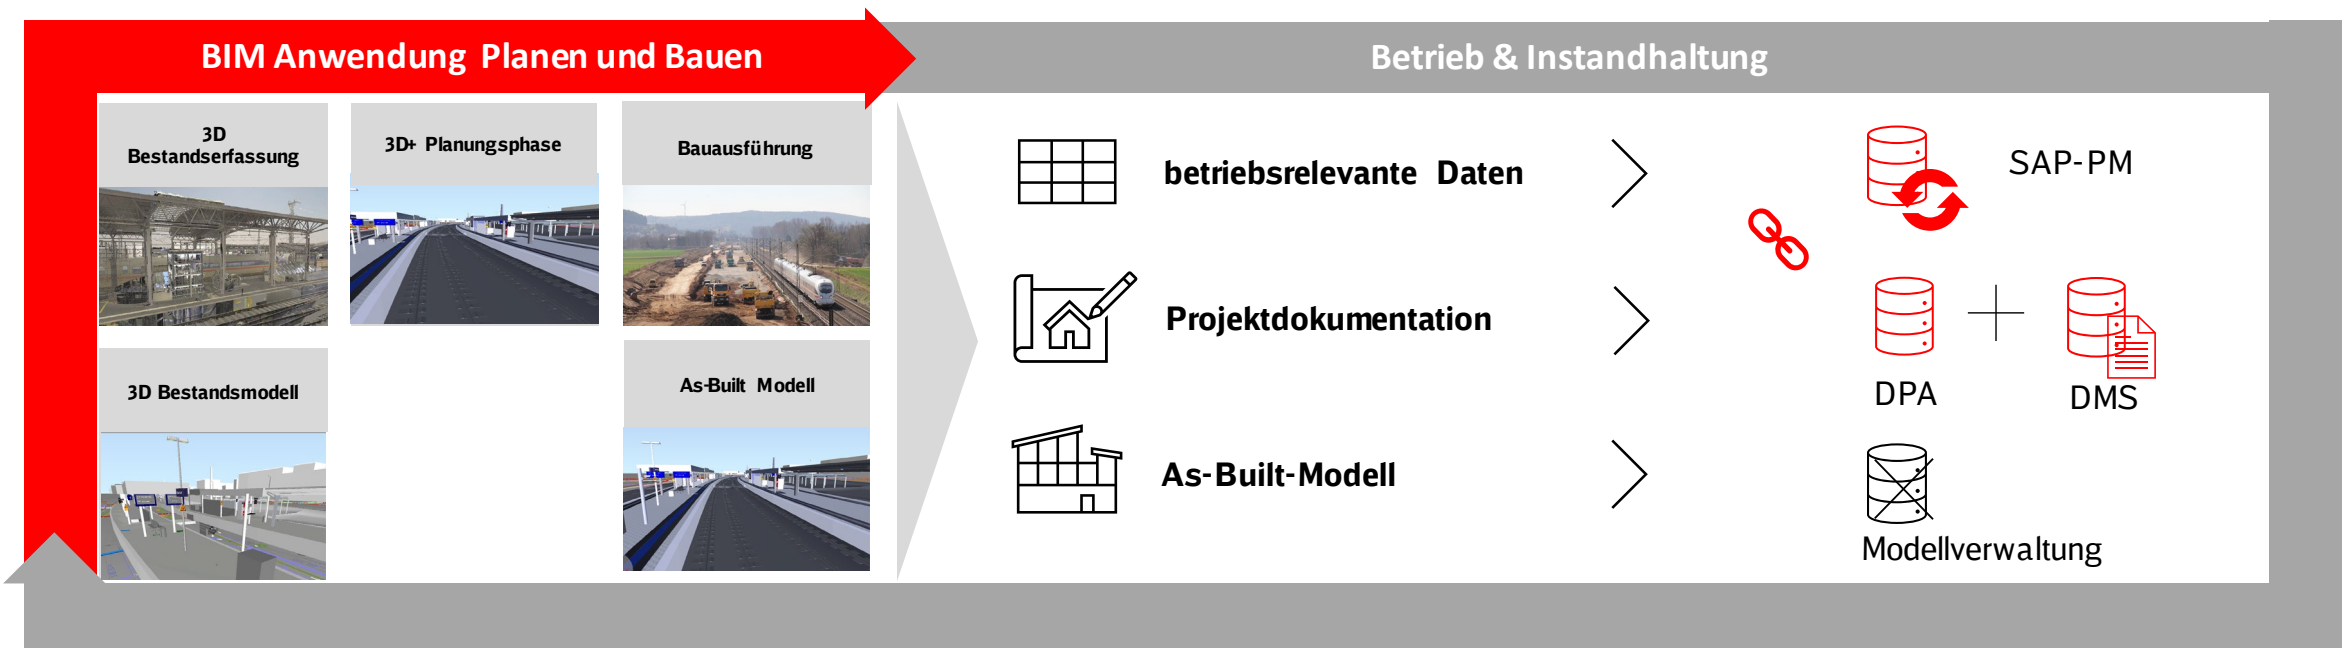 BIM Anwendung Planen und Bauen
Betrieb & Instandhaltung
3D
Bestandserfassung
3D+ Planungsphase
Bauausführung
3D Bestandsmodell
As-Built Modell
betriebsrelevante Daten
SAP-PM
Projektdokumentation
DPA
DMS
As-Built-Modell
Modellverwaltung